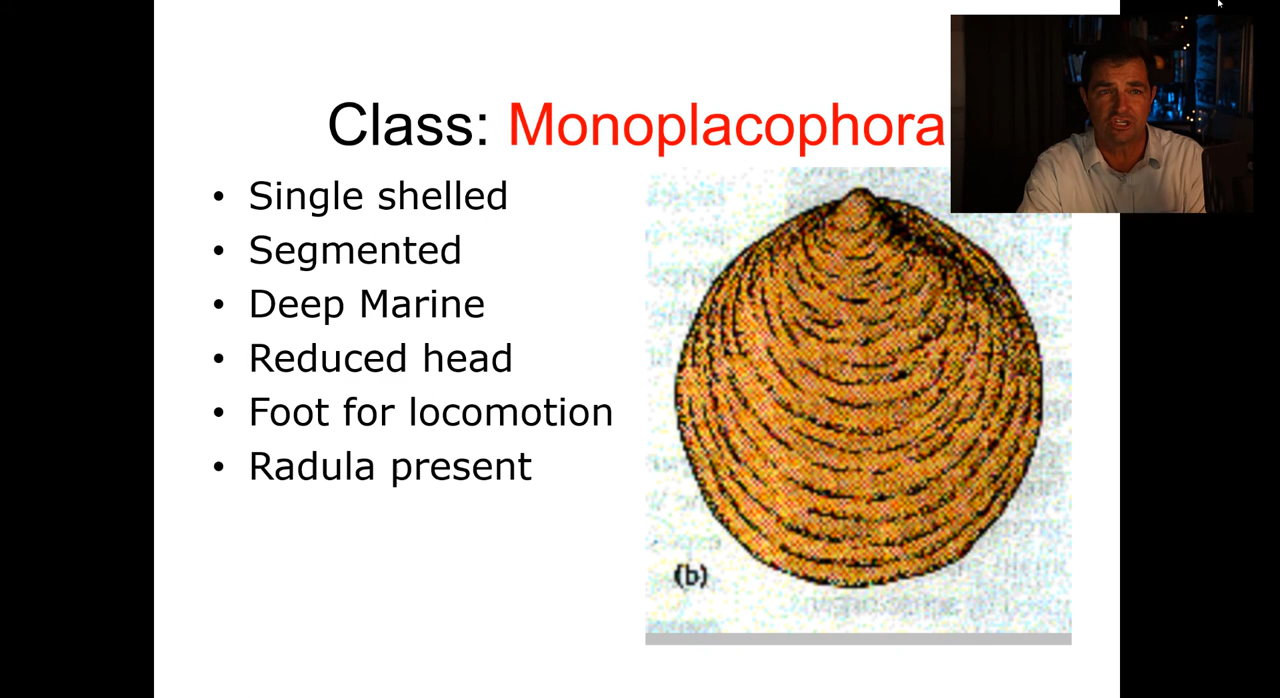 Class: Monoplacophora
• Single shelled
• Segmented
• Deep Marine
• Reduced head
• Foot for locomotion
• Radula present
(b)